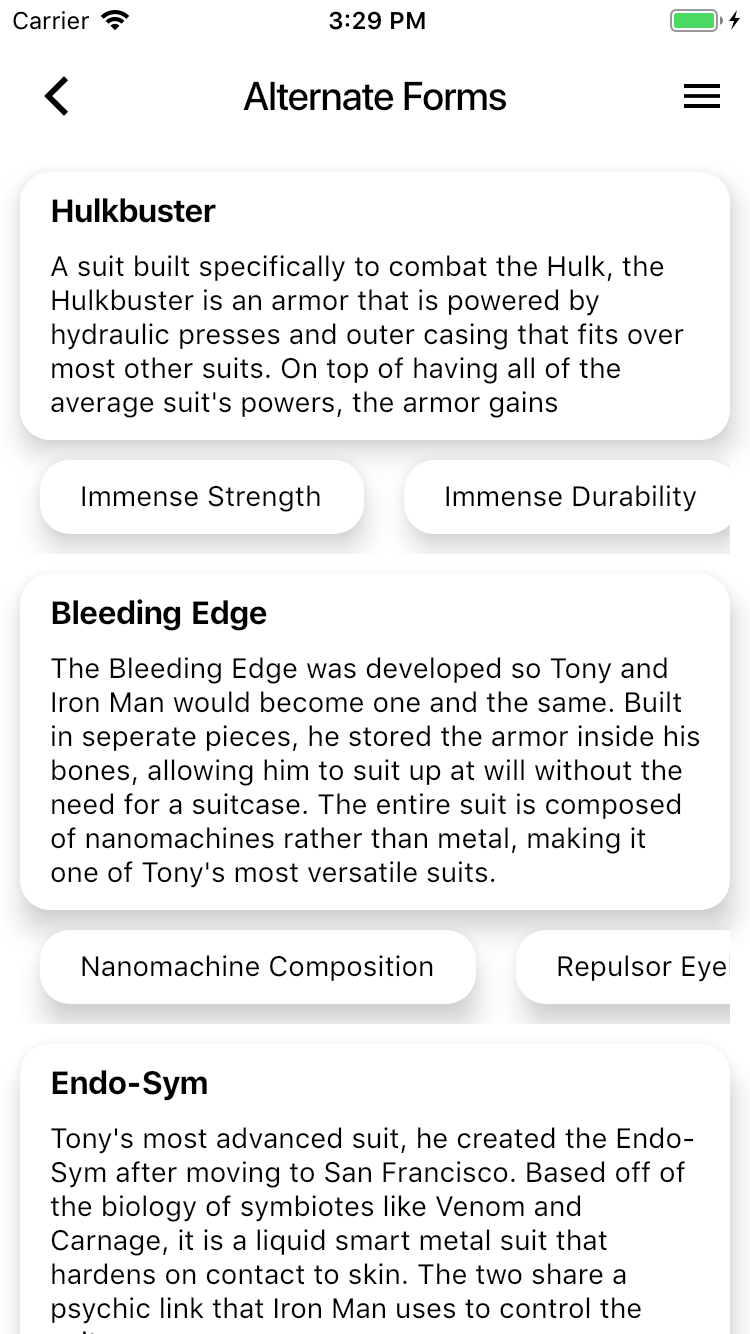 Carrier 3:29 PM
Alternate Forms
Hulkbuster
A suit built specifically to combat the Hulk, the
Hulkbuster is an armor that is powered by
hydraulic presses and outer casing that fits over
most other suits. On top of having all of the
average suit's powers, the armor gains
Immense Strength Immense Durability
Bleeding Edge
The Bleeding Edge was developed so Tony and
Iron Man would become one and the same. Built
in seperate pieces, he stored the armor inside his
bones, allowing him to suit up at will without the
need for a suitcase. The entire suit is composed
of nanomachines rather than metal, making it
one of Tony's most versatile suits.
Nanomachine Composition Repulsor Eye
Endo-Sym
Tony's most advanced suit, he created the Endo-
Sym after moving to San Francisco. Based off of
the biology of symbiotes like Venom and
Carnage, it is a liquid smart metal suit that
hardens on contact to skin. The two share a
psychic link that Iron Man uses to control the